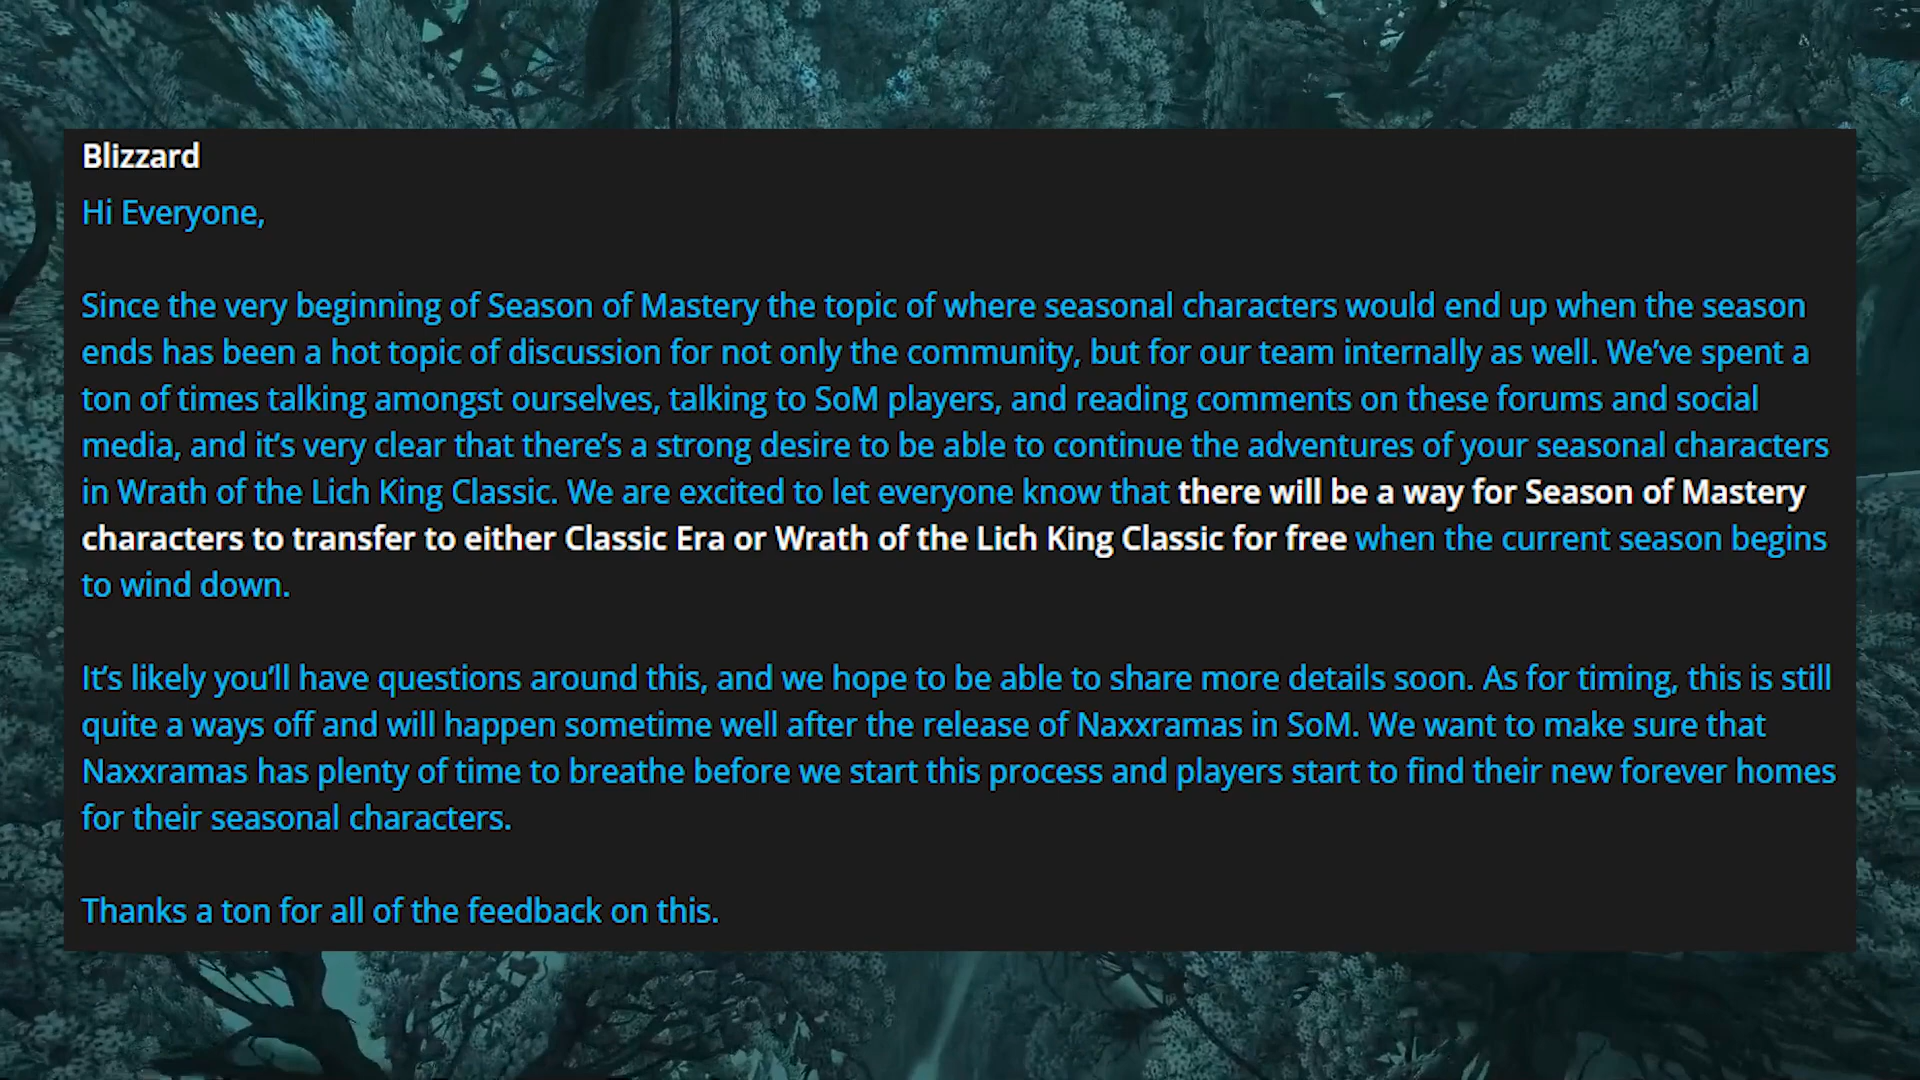 Blizzard
Hi Everyone,
Since the very beginning of Season of Mastery the topic of where seasonal characters would end up when the season
ends has been a hot topic of discussion for not only the community, but for our team internally as well. We’ve spent a
ton of times talking amongst ourselves, talking to SoM players, and reading comments on these forums and social
media, and it’s very clear that there’s a strong desire to be able to continue the adventures of your seasonal characters
in Wrath of the Lich King Classic. We are excited to let everyone know that there will be a way for Season of Mastery
characters to transfer to either Classic Era or Wrath of the Lich King Classic for free when the current season begins
to wind down.
It’s likely you’ll have questions around this, and we hope to be able to share more details soon. As for timing, this is still
quite a ways off and will happen sometime well after the release of Naxxramas in SoM. We want to make sure that
Naxxramas has plenty of time to breathe before we start this process and players start to find their new forever homes
for their seasonal characters.
Thanks a ton for all of the feedback on this.